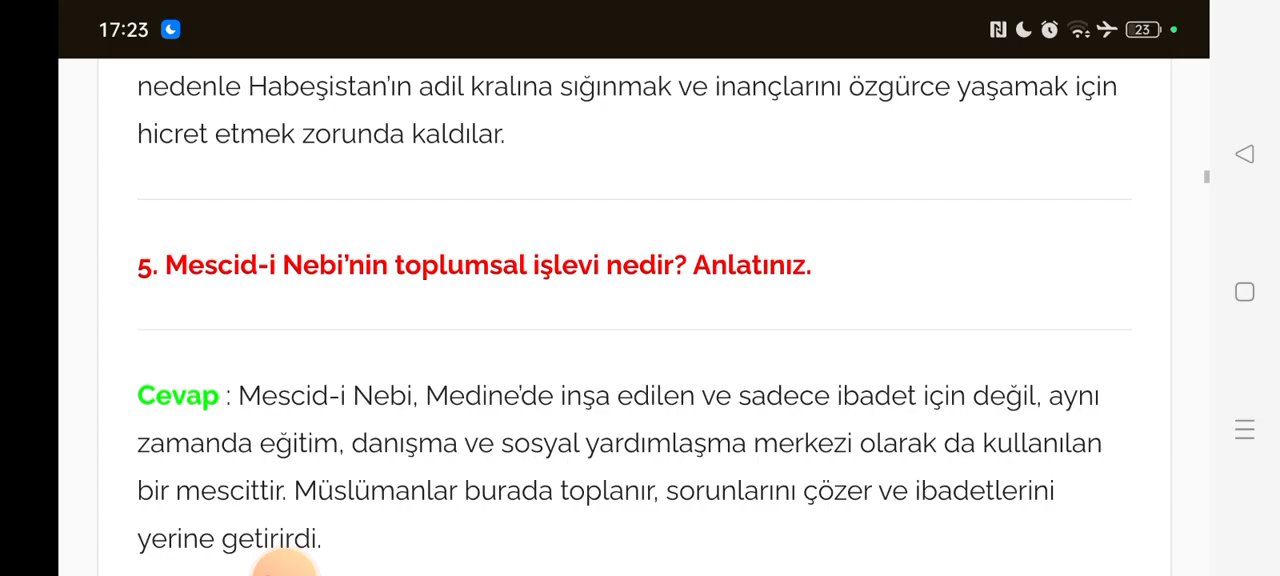 17:23
23
nedenle Habeşistan’ın adil kralına sığınmak ve inançlarını özgürce yaşamak için
hicret etmek zorunda kaldılar.
5. Mescid-i Nebi’nin toplumsal işlevi nedir? Anlatınız.
Cevap : Mescid-i Nebi, Medine’de inşa edilen ve sadece ibadet için değil, aynı
zamanda eğitim, danışma ve sosyal yardımlaşma merkezi olarak da kullanılan
bir mescittir. Müslümanlar burada toplanır, sorunlarını çözer ve ibadetlerini
yerine getirirdi.